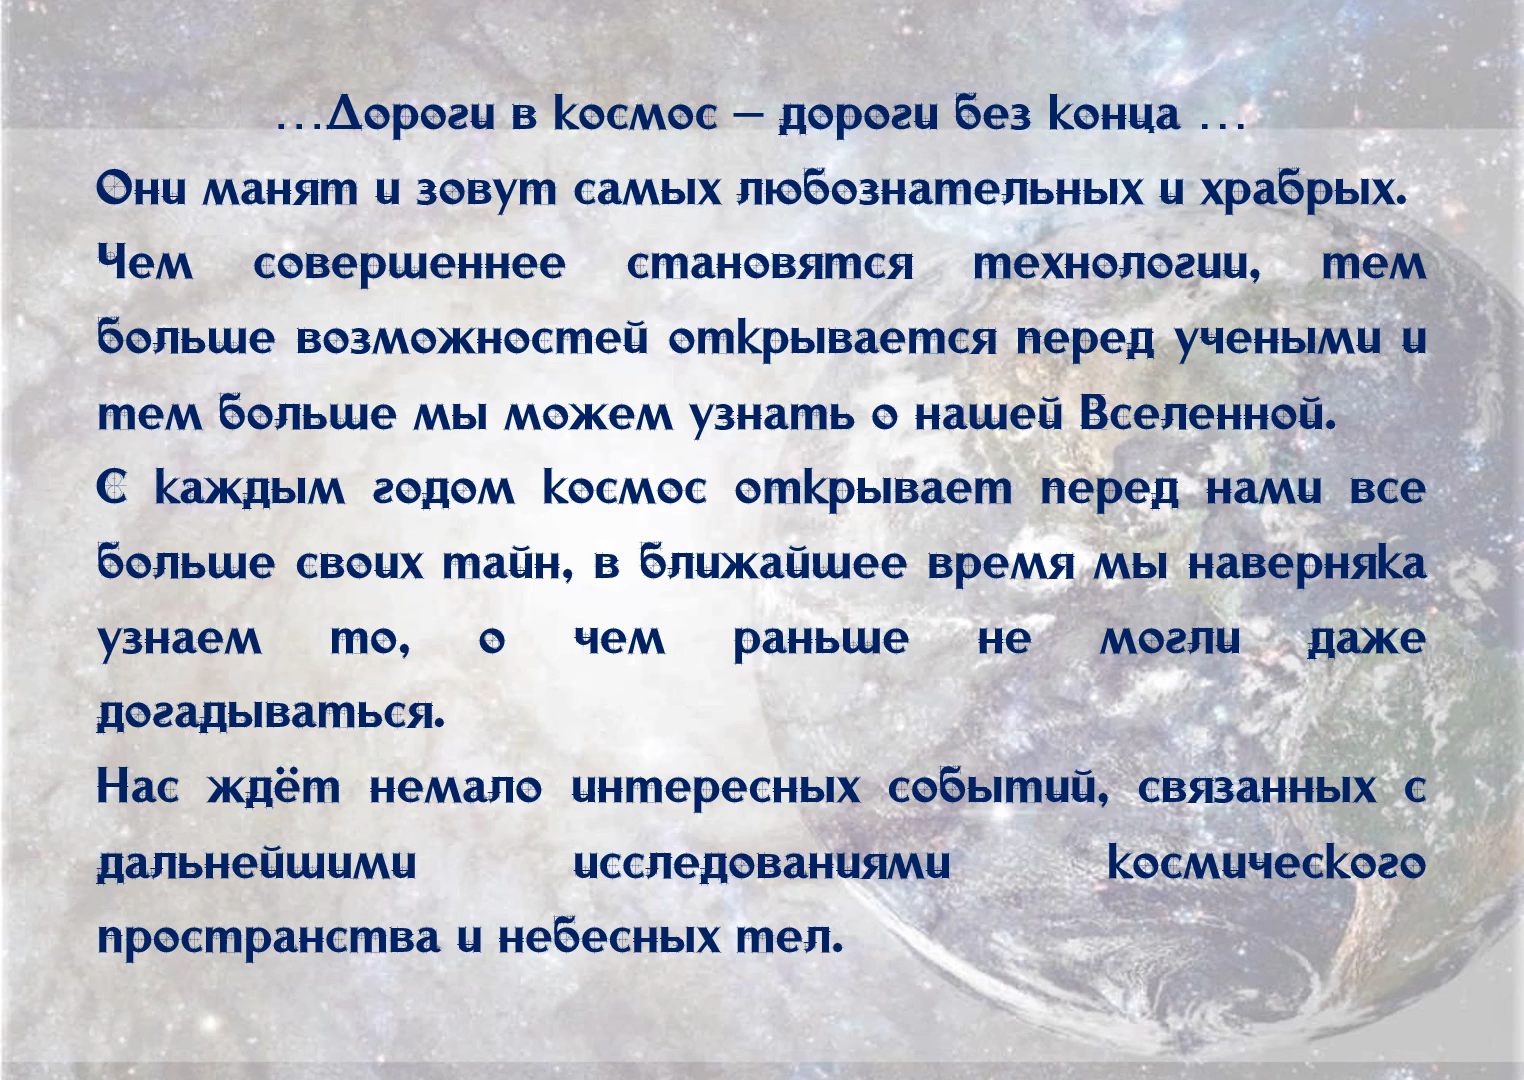 …Дороги в космос – дороги без конца …
Они манят и зовут самых любознательных и храбрых.
Чем совершеннее становятся технологии, тем
больше возможностей открывается перед учеными и
тем больше мы можем узнать о нашей Вселенной.
С каждым годом космос открывает перед нами все
больше своих тайн, в ближайшее время мы наверняка
узнаем то, о чем раньше не могли даже
догадываться.
Нас ждёт немало интересных событий, связанных с
дальнейшими исследованиями космического
пространства и небесных тел.